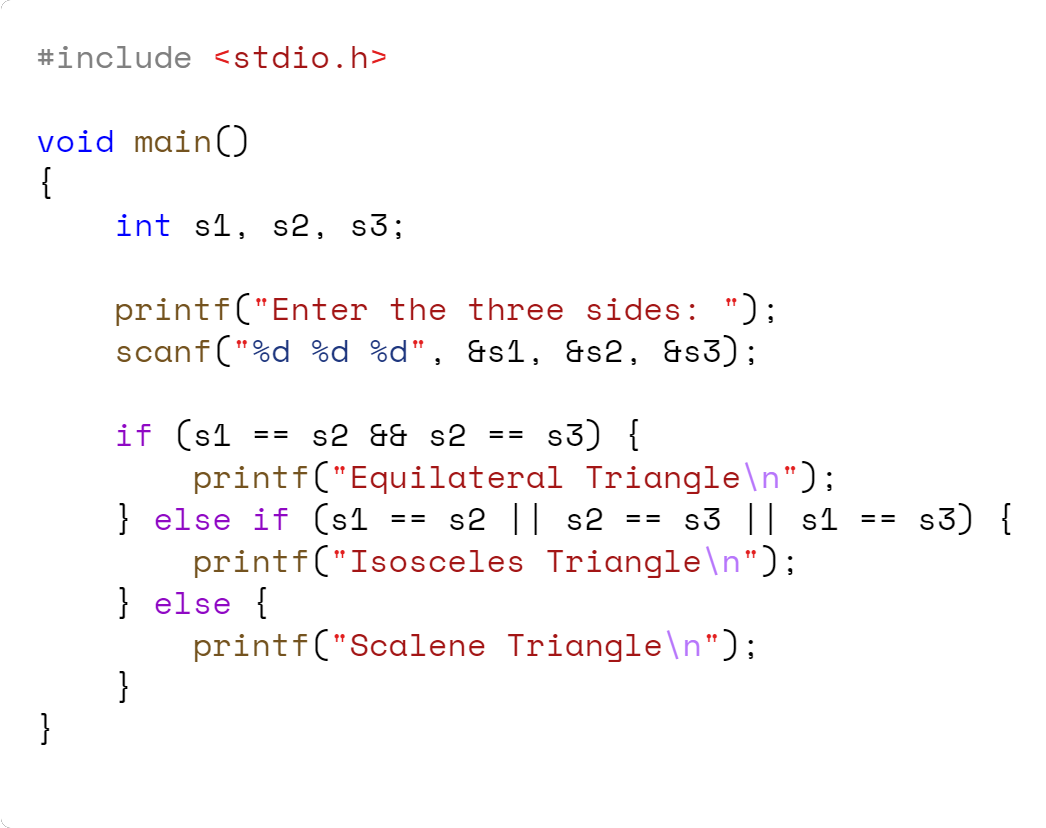 #include <stdio.h>

void main()
{
    int s1, s2, s3;

    printf("Enter the three sides: ");
    scanf("%d %d %d", &s1, &s2, &s3);

    if (s1 == s2 && s2 == s3) {
        printf("Equilateral Triangle\n");
    } else if (s1 == s2 || s2 == s3 || s1 == s3) {
        printf("Isosceles Triangle\n");
    } else {
        printf("Scalene Triangle\n");
    }
}